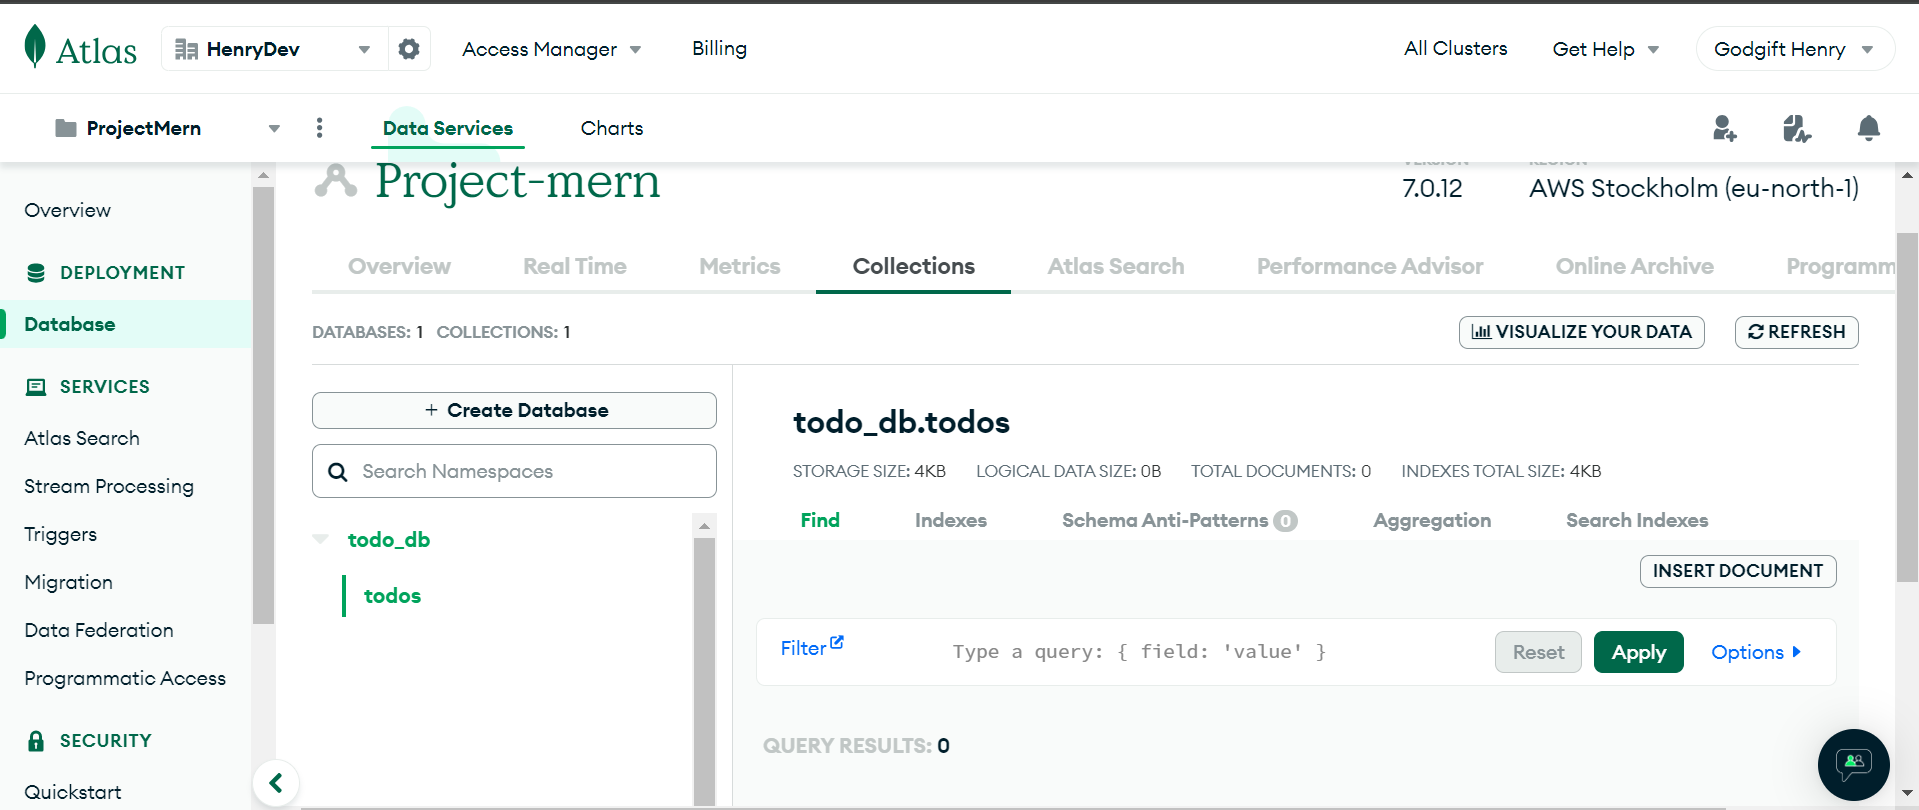 Atlas HenryDev Access Manager Billing All Clusters Get Help Godgift Henry
ProjectMern Data Services Charts
Overview
DEPLOYMENT
Database
SERVICES
Atlas Search
Stream Processing
Triggers
Migration
Data Federation
Programmatic Access
SECURITY
Quickstart
VERSION REGION
Project-mern 7.0.12 AWS Stockholm (eu-north-1)
Overview Real Time Metrics Collections Atlas Search Performance Advisor Online Archive Programm
DATABASES: 1 COLLECTIONS: 1 VISUALIZE YOUR DATA REFRESH
+ Create Database
Search Namespaces
todo_db
todos
todo_db.todos
STORAGE SIZE: 4KB LOGICAL DATA SIZE: 0B TOTAL DOCUMENTS: 0 INDEXES TOTAL SIZE: 4KB
Find Indexes Schema Anti-Patterns 0 Aggregation Search Indexes
INSERT DOCUMENT
Filter Type a query: { field: 'value' } Reset Apply Options
QUERY RESULTS: 0